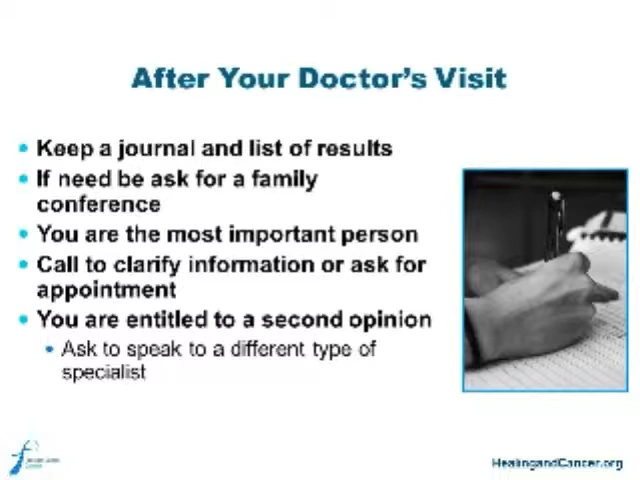 After Your Doctor's Visit
Keep a journal and list of results
If need be ask for a family
conference
You are the most important person
Call to clarify information or ask for
appointment
You are entitled to a second opinion
Ask to speak to a different type of
specialist
HealingandCancer.org